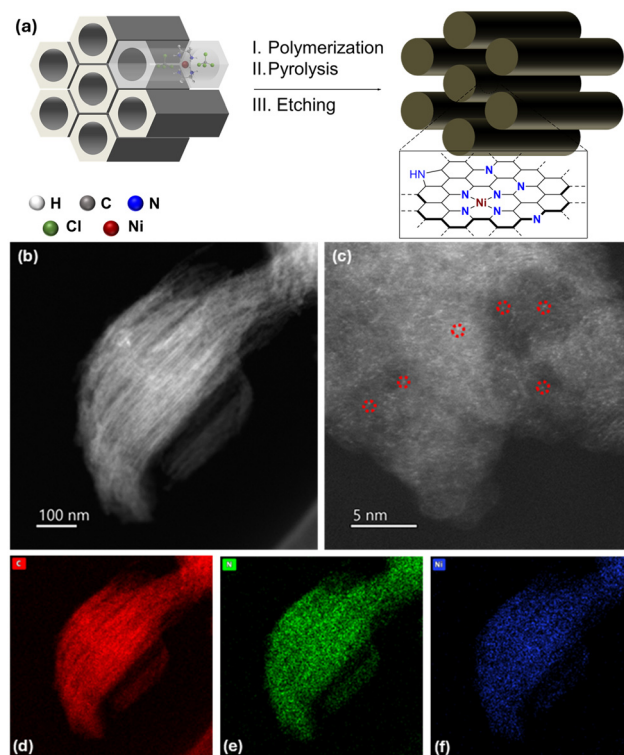 (a)
I. Polymerization
II.Pyrolysis
III. Etching
HN
N
N
N
N
Ni
N
N
N
H
C
N
Cl
Ni
(b)
(c)
100 nm
5 nm
C
N
Ni
(d)
(e)
(f)